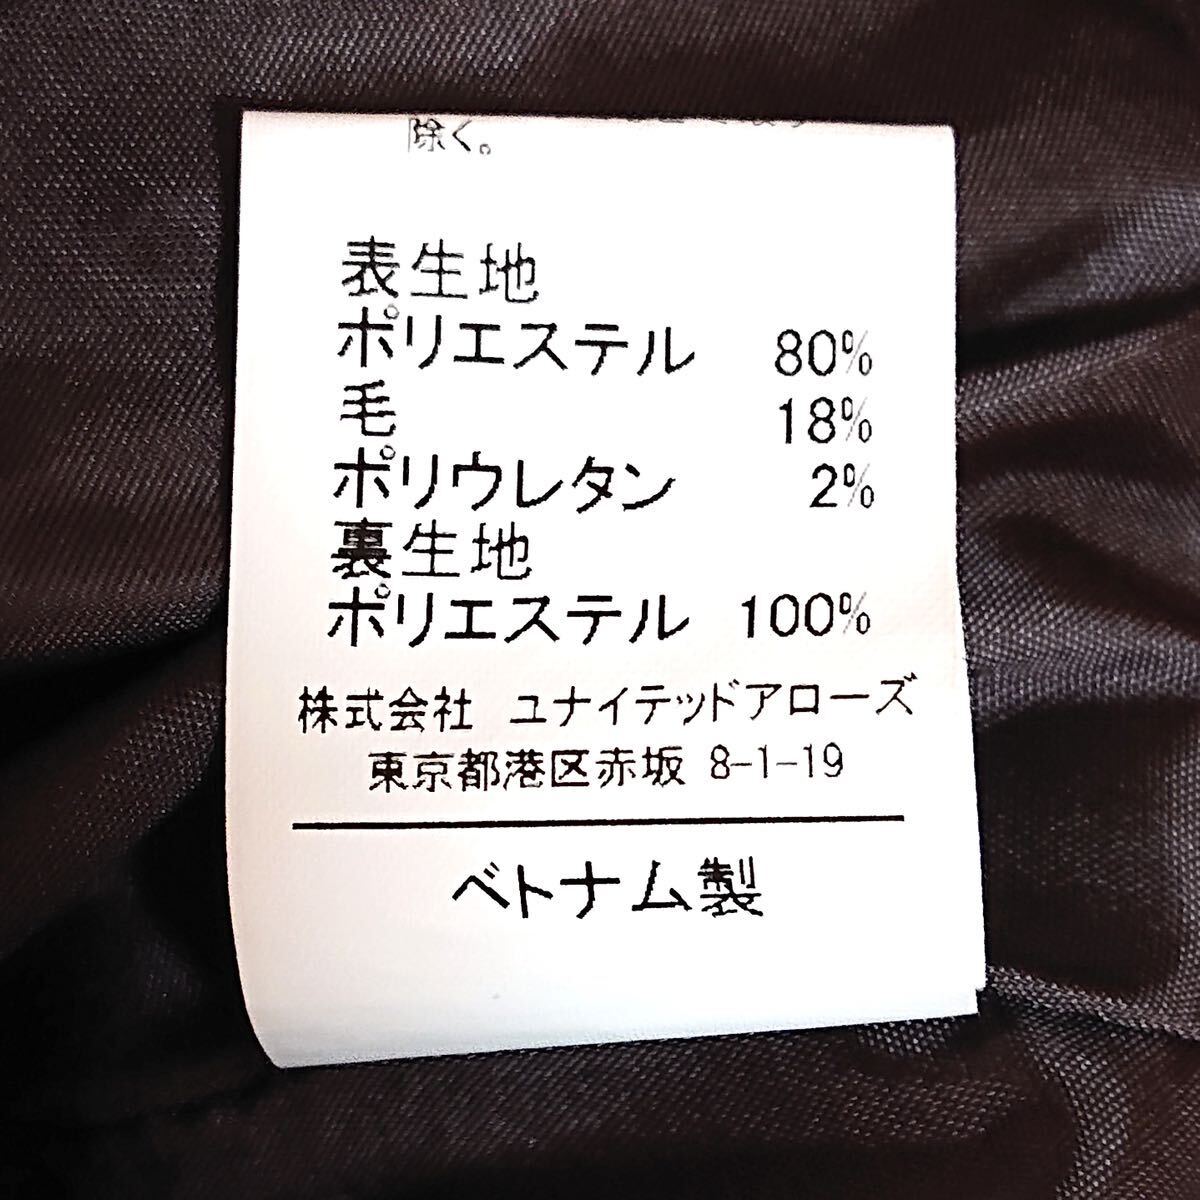 除く。
表生地
ポリエステル 80%
毛 18%
ポリウレタン 2%
裏生地
ポリエステル 100%
株式会社 ユナイテッドアローズ
東京都港区赤坂 8-1-19
ベトナム製